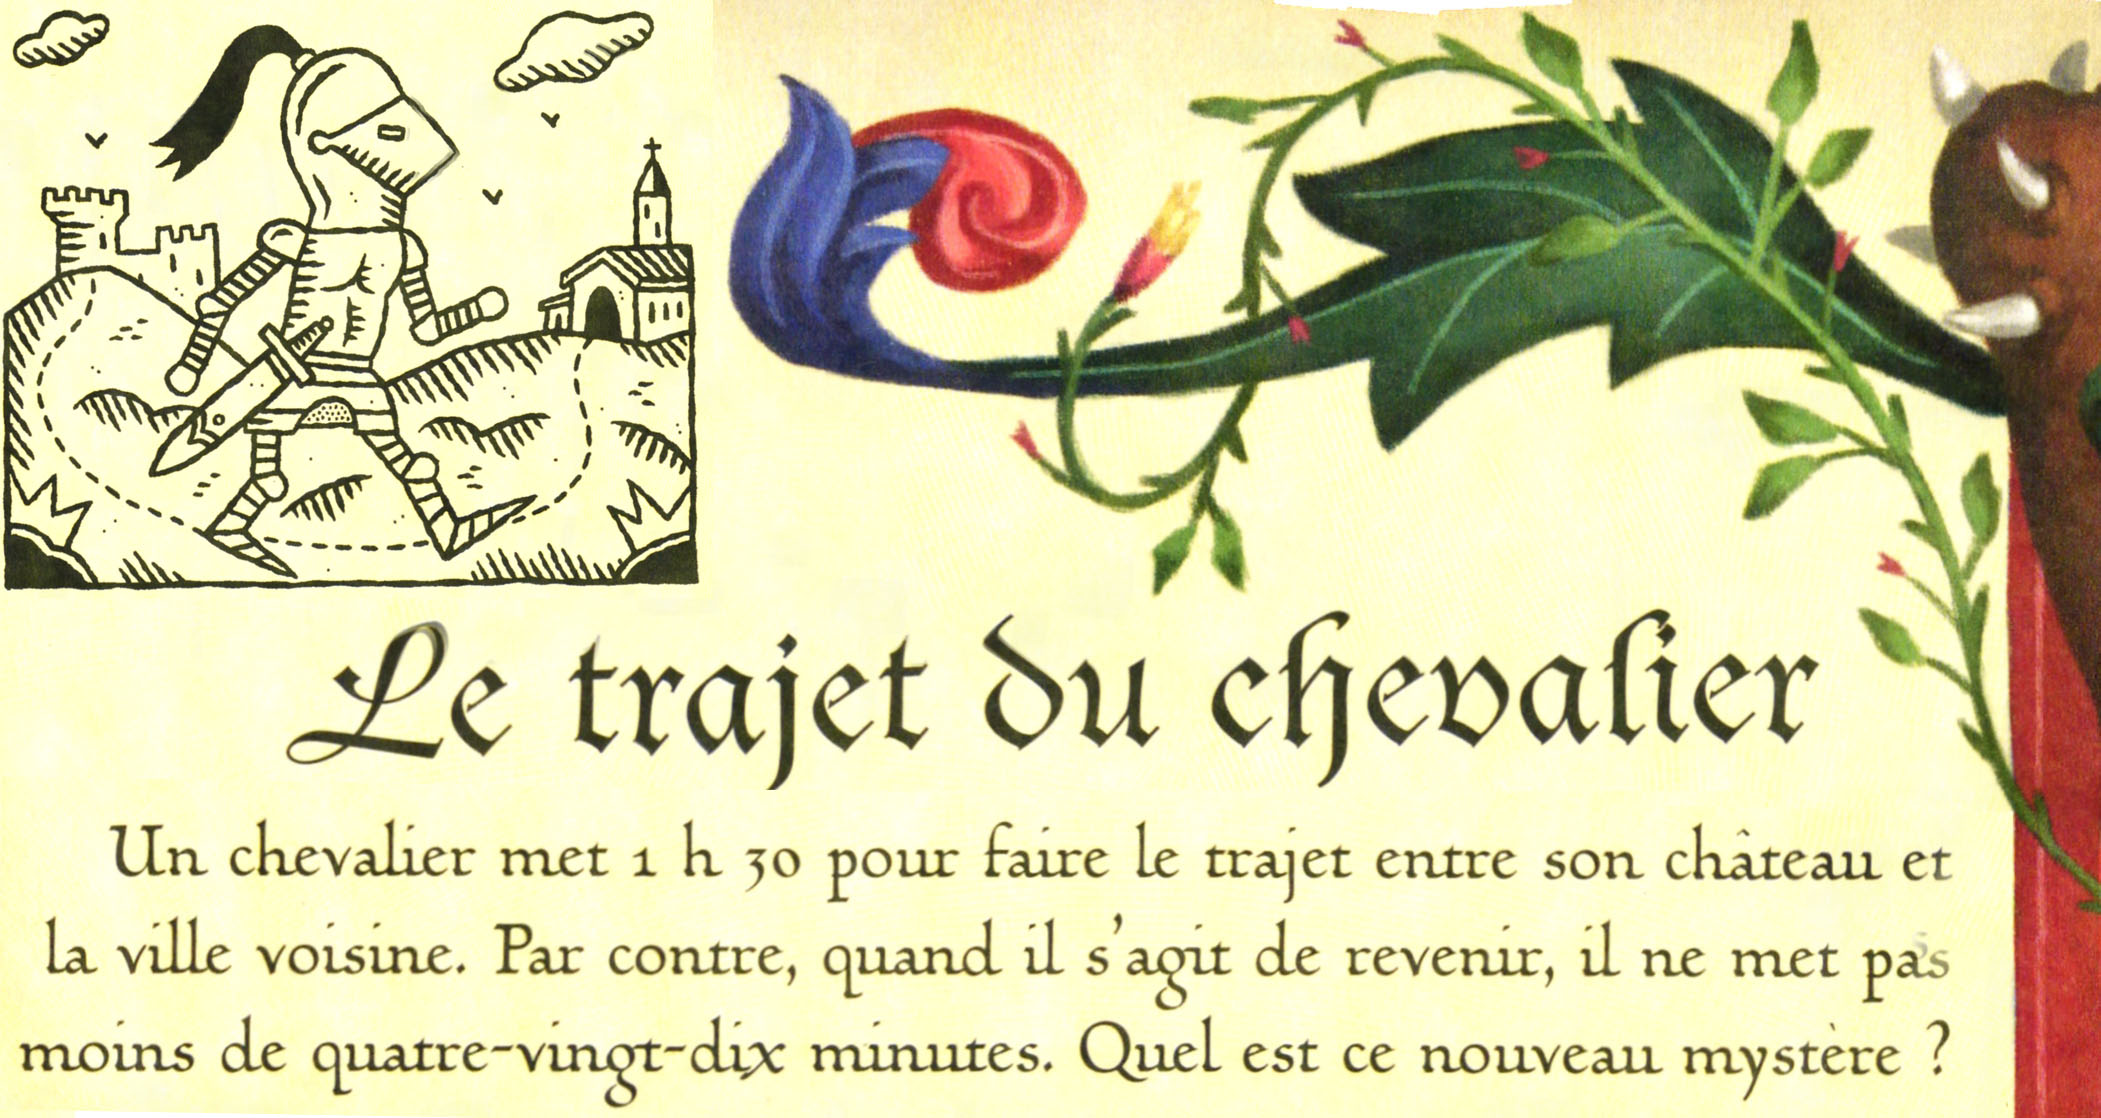 Le trajet du chevalier
Un chevalier met 1 h 30 pour faire le trajet entre son château et
la ville voisine. Par contre, quand il s'agit de revenir, il ne met pas
moins de quatre-vingt-dix minutes. Quel est ce nouveau mystère ?